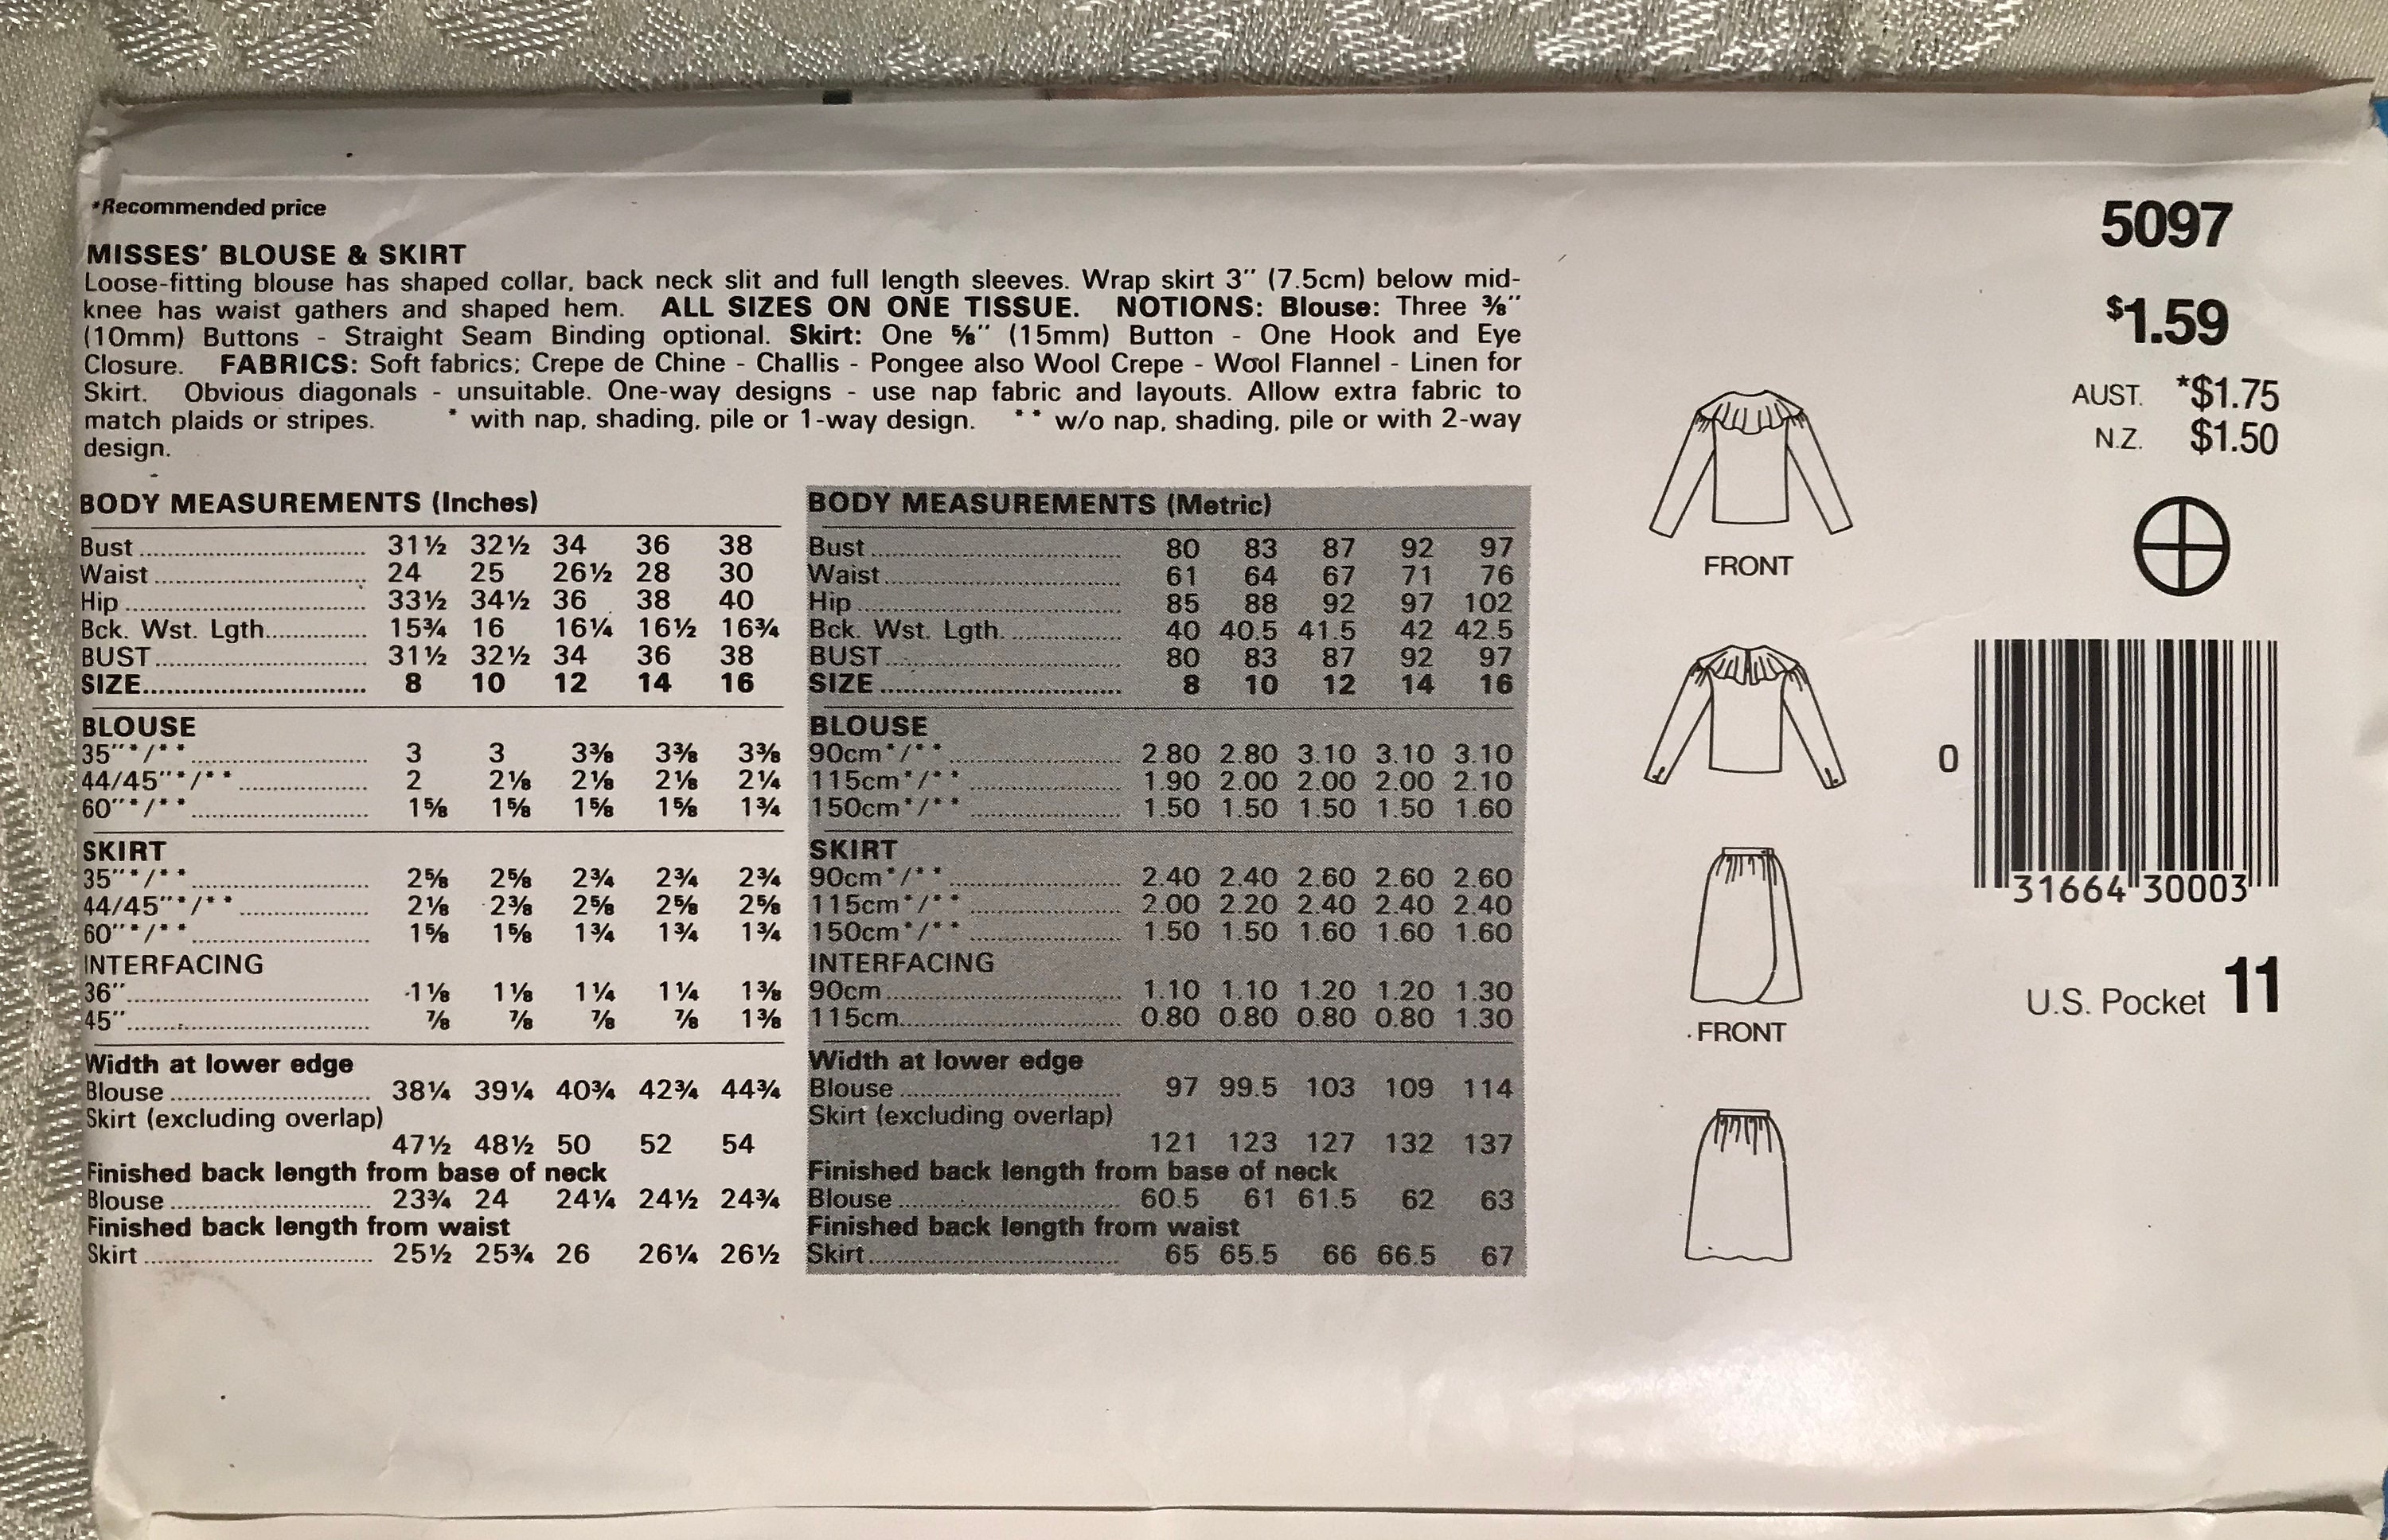 *Recommended price
MISSES' BLOUSE & SKIRT
Loose-fitting blouse has shaped collar, back neck slit and full length sleeves. Wrap skirt 3'' (7.5cm) below mid-
knee has waist gathers and shaped hem. ALL SIZES ON ONE TISSUE. NOTIONS: Blouse: Three ⅜''
(10mm) Buttons - Straight Seam Binding optional. Skirt: One ⅝'' (15mm) Button - One Hook and Eye
Closure. FABRICS: Soft fabrics; Crepe de Chine - Challis - Pongee also Wool Crepe - Wool Flannel - Linen for
Skirt. Obvious diagonals - unsuitable. One-way designs - use nap fabric and layouts. Allow extra fabric to
match plaids or stripes. * with nap, shading, pile or 1-way design. ** w/o nap, shading, pile or with 2-way
design.
BODY MEASUREMENTS (Inches)
Bust 31½ 32½ 34 36 38
Waist 24 25 26½ 28 30
Hip 33½ 34½ 36 38 40
Bck. Wst. Lgth. 15¾ 16 16¼ 16½ 16¾
BUST 31½ 32½ 34 36 38
SIZE 8 10 12 14 16
BLOUSE
35''*/** 3 3 3⅜ 3⅜ 3⅜
44/45''*/** 2 2⅛ 2⅛ 2⅛ 2¼
60''*/** 1⅝ 1⅝ 1⅝ 1⅝ 1¾
SKIRT
35''*/** 2⅝ 2⅝ 2¾ 2¾ 2¾
44/45''*/** 2⅛ 2⅜ 2⅝ 2⅝ 2⅝
60''*/** 1⅝ 1⅝ 1¾ 1¾ 1¾
INTERFACING
36'' 1⅛ 1⅛ 1¼ 1¼ 1⅜
45'' ⅞ ⅞ ⅞ ⅞ 1⅜
Width at lower edge
Blouse 38¼ 39¼ 40¾ 42¾ 44¾
Skirt (excluding overlap)
47½ 48½ 50 52 54
Finished back length from base of neck
Blouse 23¾ 24 24¼ 24½ 24¾
Finished back length from waist
Skirt 25½ 25¾ 26 26¼ 26½
BODY MEASUREMENTS (Metric)
Bust 80 83 87 92 97
Waist 61 64 67 71 76
Hip 85 88 92 97 102
Bck. Wst. Lgth. 40 40.5 41.5 42 42.5
BUST 80 83 87 92 97
SIZE 8 10 12 14 16
BLOUSE
90cm*/** 2.80 2.80 3.10 3.10 3.10
115cm*/** 1.90 2.00 2.00 2.00 2.10
150cm*/** 1.50 1.50 1.50 1.50 1.60
SKIRT
90cm*/** 2.40 2.40 2.60 2.60 2.60
115cm*/** 2.00 2.20 2.40 2.40 2.40
150cm*/** 1.50 1.50 1.60 1.60 1.60
INTERFACING
90cm 1.10 1.10 1.20 1.20 1.30
115cm 0.80 0.80 0.80 0.80 1.30
Width at lower edge
Blouse 97 99.5 103 109 114
Skirt (excluding overlap)
121 123 127 132 137
Finished back length from base of neck
Blouse 60.5 61 61.5 62 63
Finished back length from waist
Skirt 65 65.5 66 66.5 67
FRONT
FRONT
5097
$1.59
AUST. *$1.75
N.Z. $1.50
0 31664 30003
U.S. Pocket 11